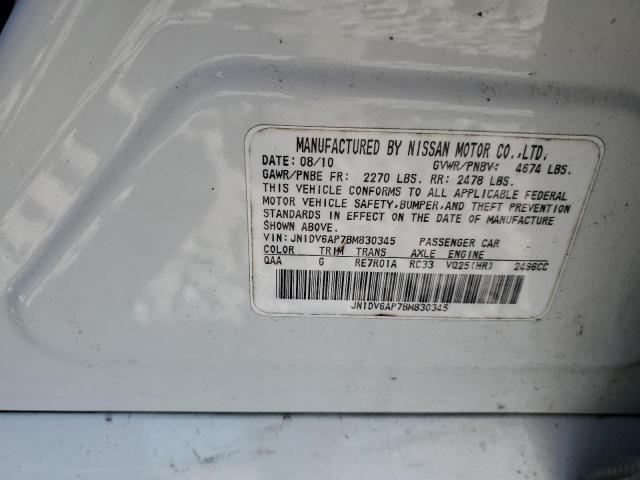 MANUFACTURED BY NISSAN MOTOR CO.,LTD.
DATE: 08/10 GVWR/PNBV: 4674 LBS.
GAWR/PNBE FR: 2270 LBS. RR: 2478 LBS.
THIS VEHICLE CONFORMS TO ALL APPLICABLE FEDERAL
MOTOR VEHICLE SAFETY,BUMPER,AND THEFT PREVENTION
STANDARDS IN EFFECT ON THE DATE OF MANUFACTURE
SHOWN ABOVE.
VIN: JN1DV6AP7BM830345 PASSENGER CAR
COLOR TRIM TRANS AXLE ENGINE
QAA G RE7R01A RC33 VQ25(HR) 2496CC
JN1DV6AP7BM830345